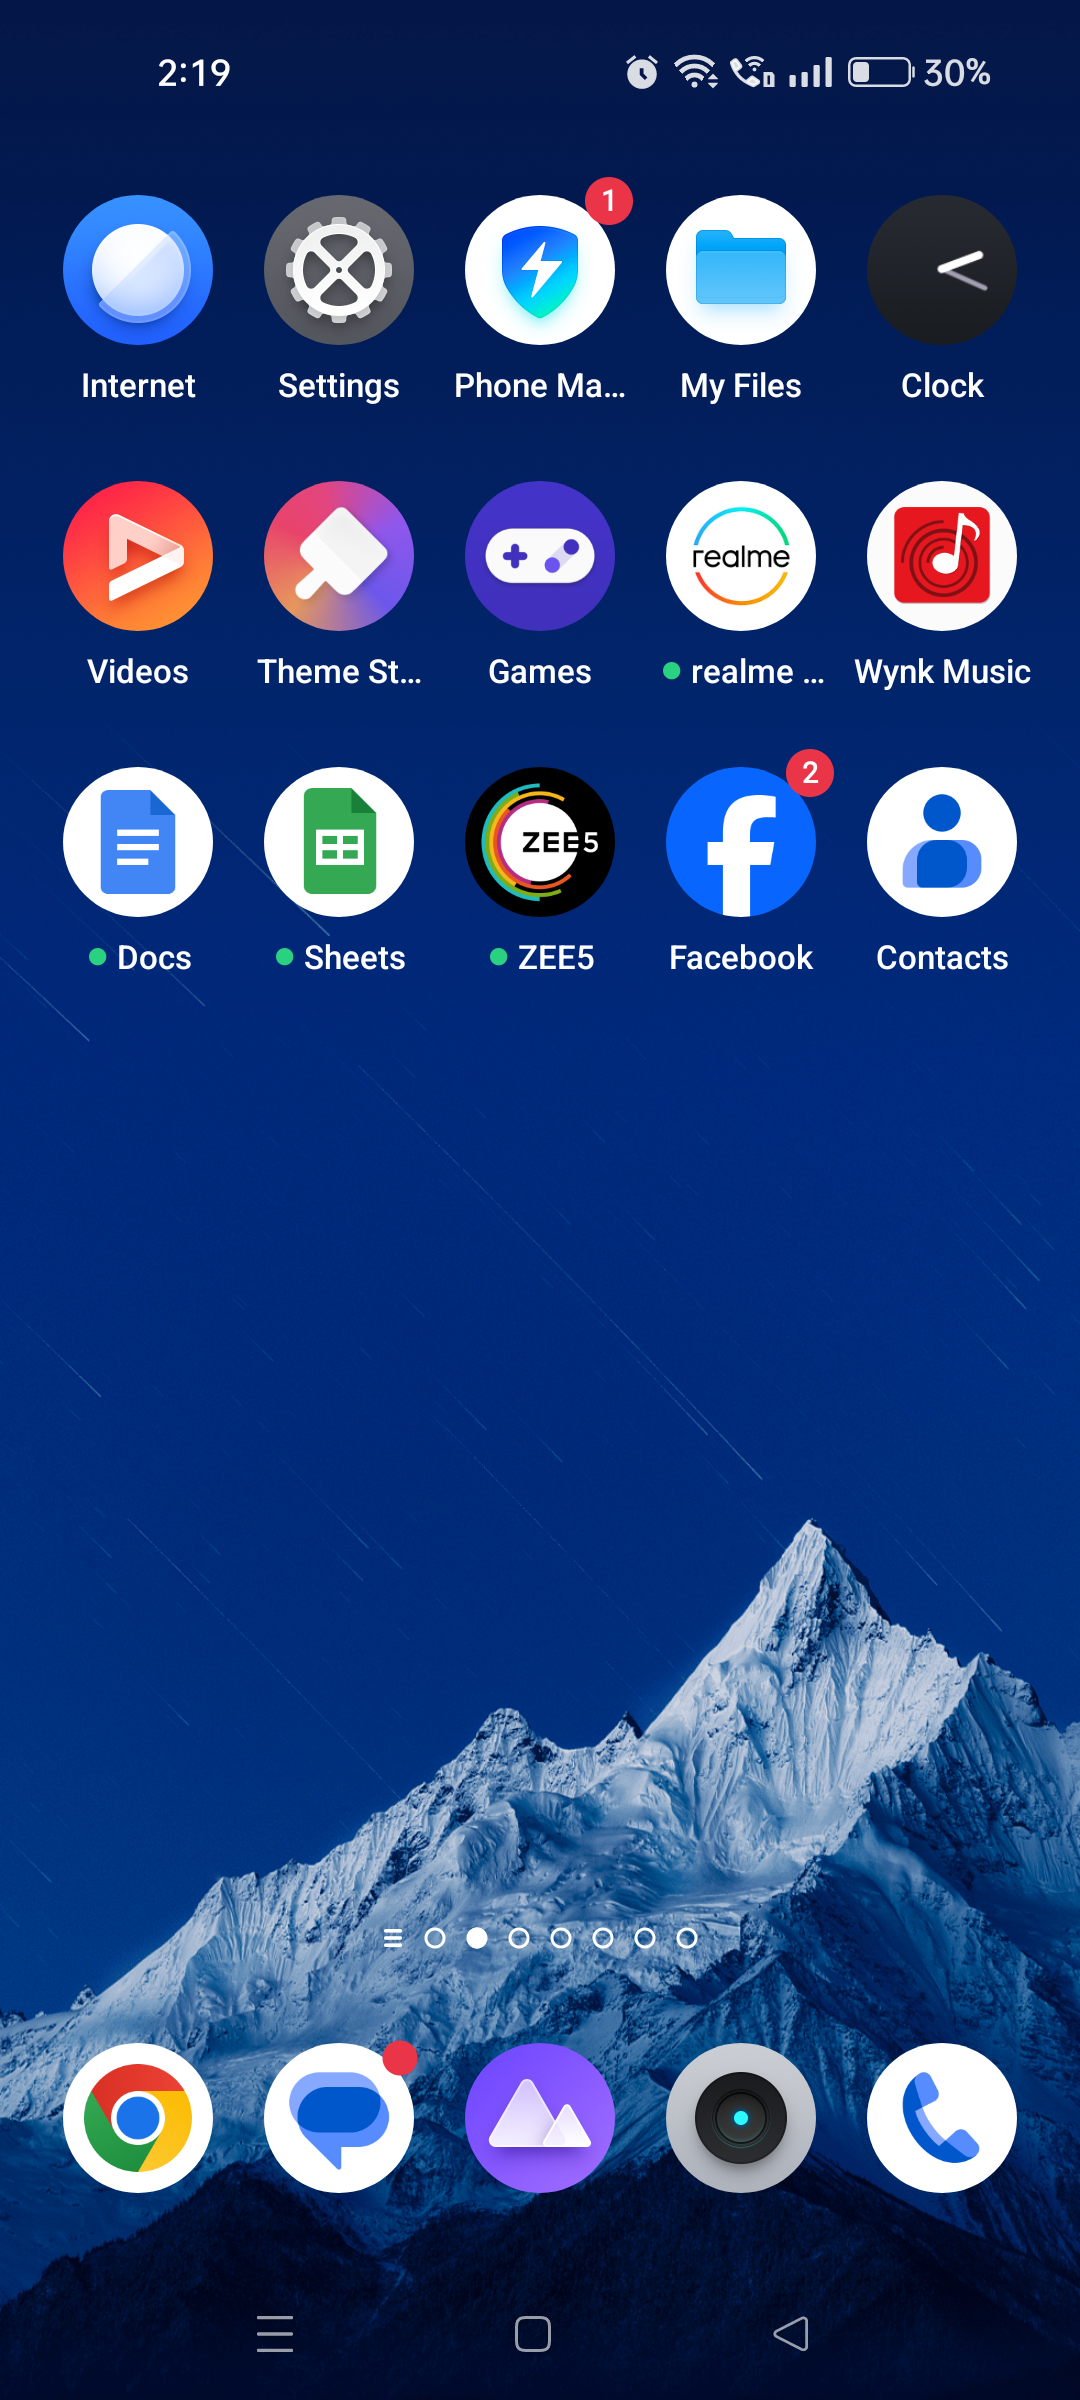 2:19 30%
1
Internet Settings Phone Ma... My Files Clock
realme
Videos Theme St... Games realme ... Wynk Music
2
ZEE5
Docs Sheets ZEE5 Facebook Contacts